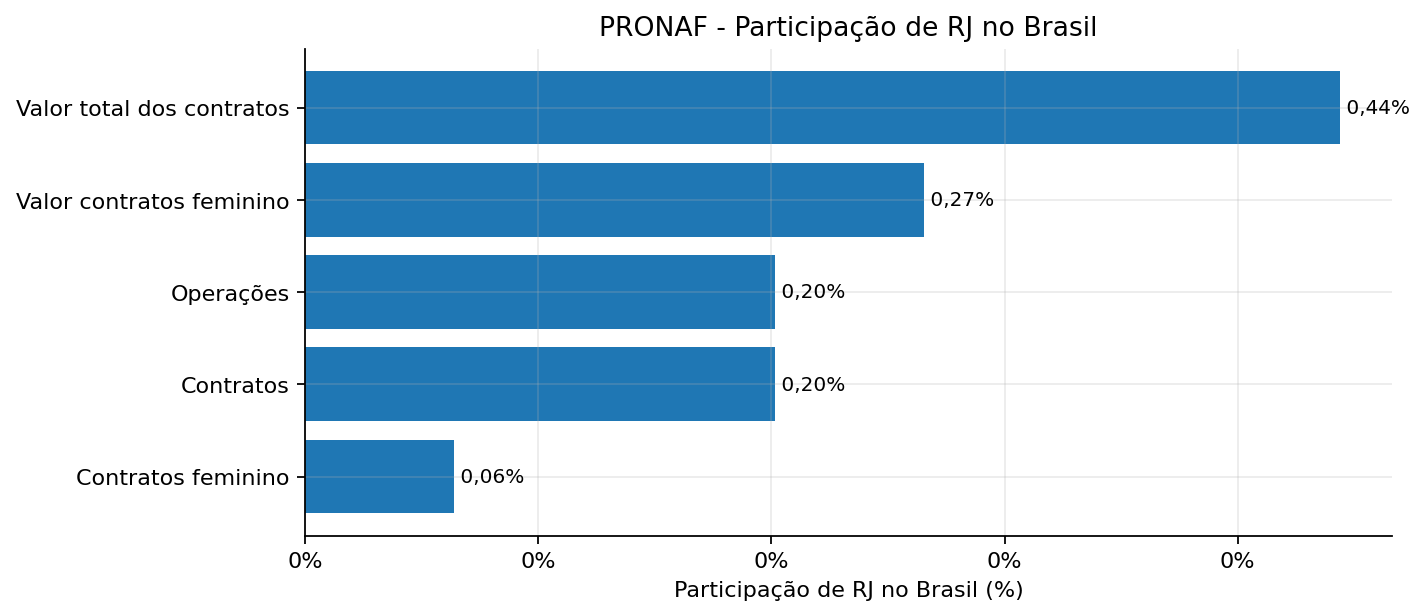 PRONAF - Participação de RJ no Brasil
Valor total dos contratos
0,44%
Valor contratos feminino
0,27%
Operações
0,20%
Contratos
0,20%
Contratos feminino
0,06%
0% 0% 0% 0% 0%
Participação de RJ no Brasil (%)